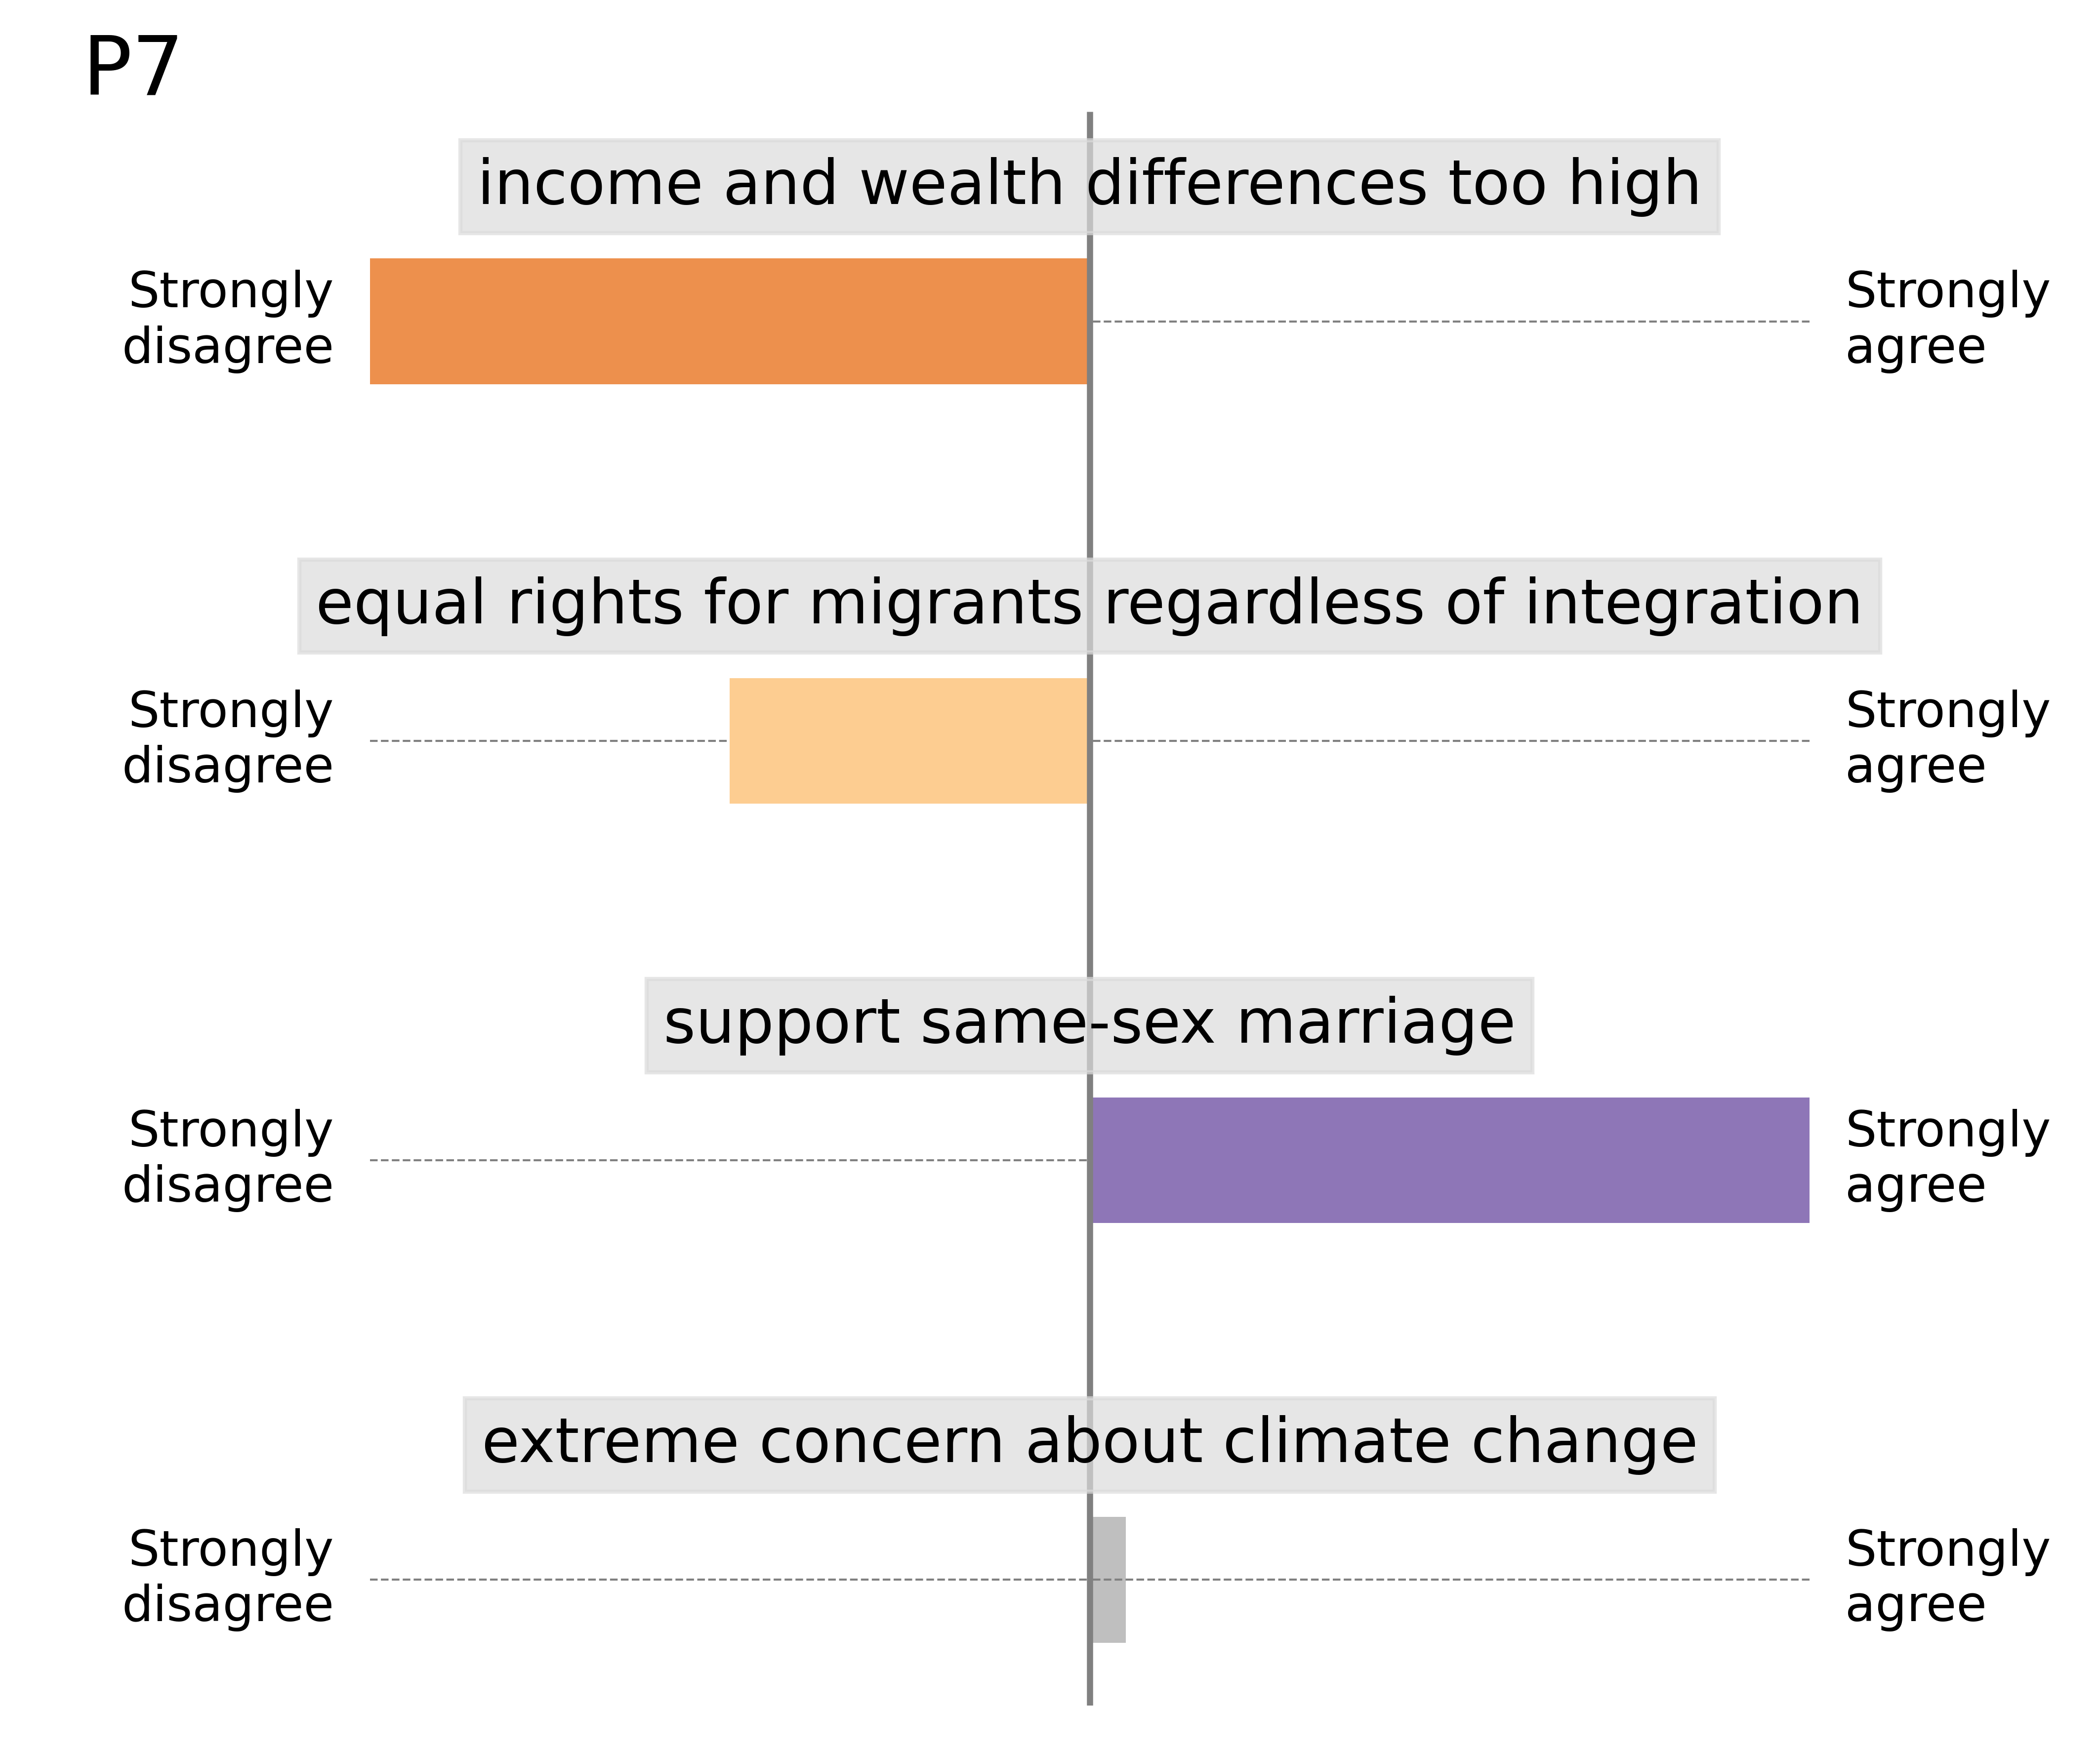 P7
income and wealth differences too high
Strongly
disagree
Strongly
agree
equal rights for migrants regardless of integration
Strongly
disagree
Strongly
agree
support same-sex marriage
Strongly
disagree
Strongly
agree
extreme concern about climate change
Strongly
disagree
Strongly
agree